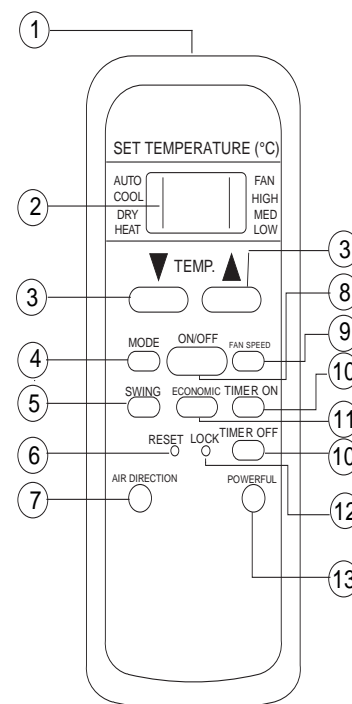 1
SET TEMPERATURE (°C)
AUTO FAN
COOL HIGH
DRY MED
HEAT LOW
2
TEMP.
3
3
8
MODE ON/OFF FAN SPEED
9
4
10
SWING ECONOMIC TIMER ON
5
11
RESET LOCK TIMER OFF
6
10
AIR DIRECTION POWERFUL
7
12
13